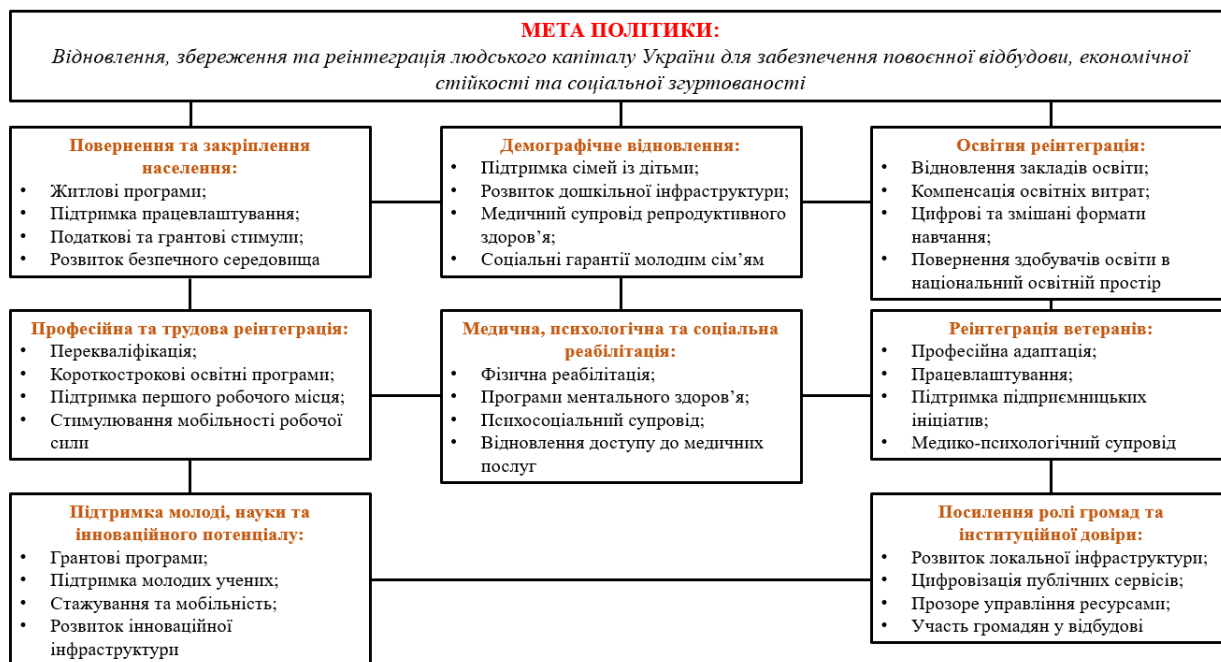 МЕТА ПОЛІТИКИ:
Відновлення, збереження та реінтеграція людського капіталу України для забезпечення повоєнної відбудови, економічної
стійкості та соціальної згуртованості
Повернення та закріплення
населення:
• Житлові програми;
• Підтримка працевлаштування;
• Податкові та грантові стимули;
• Розвиток безпечного середовища
Демографічне відновлення:
• Підтримка сімей із дітьми;
• Розвиток дошкільної інфраструктури;
• Медичний супровід репродуктивного
здоров’я;
• Соціальні гарантії молодим сім’ям
Освітня реінтеграція:
• Відновлення закладів освіти;
• Компенсація освітніх витрат;
• Цифрові та змішані формати
навчання;
• Повернення здобувачів освіти в
національний освітній простір
Професійна та трудова реінтеграція:
• Перекваліфікація;
• Короткострокові освітні програми;
• Підтримка першого робочого місця;
• Стимулювання мобільності робочої
сили
Медична, психологічна та соціальна
реабілітація:
• Фізична реабілітація;
• Програми ментального здоров’я;
• Психосоціальний супровід;
• Відновлення доступу до медичних
послуг
Реінтеграція ветеранів:
• Професійна адаптація;
• Працевлаштування;
• Підтримка підприємницьких
ініціатив;
• Медико-психологічний супровід
Підтримка молоді, науки та
інноваційного потенціалу:
• Грантові програми;
• Підтримка молодих учених;
• Стажування та мобільність;
• Розвиток інноваційної
інфраструктури
Посилення ролі громад та
інституційної довіри:
• Розвиток локальної інфраструктури;
• Цифровізація публічних сервісів;
• Прозоре управління ресурсами;
• Участь громадян у відбудові